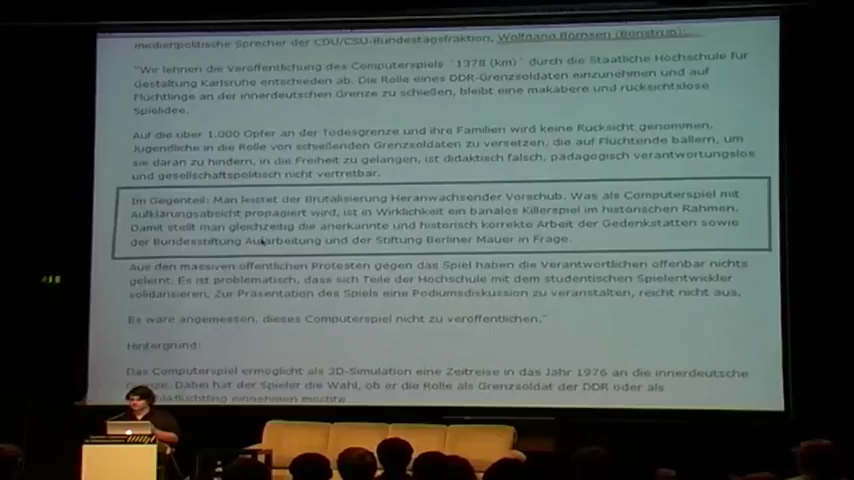 medienpolitische Sprecher der CDU/CSU-Bundestagsfraktion, Wolfgang Börnsen (Bönstrup):
"Wir lehnen die Veröffentlichung des Computerspiels '1378 (km)' durch die Staatliche Hochschule für
Gestaltung Karlsruhe entschieden ab. Die Rolle eines DDR-Grenzsoldaten einzunehmen und auf
Flüchtlinge an der innerdeutschen Grenze zu schießen, bleibt eine makabere und rücksichtslose
Spielidee.
Auf die über 1.000 Opfer an der Todesgrenze und ihre Familien wird keine Rücksicht genommen.
Jugendliche in die Rolle von schießenden Grenzsoldaten zu versetzen, die auf Flüchtende ballern, um
sie daran zu hindern, in die Freiheit zu gelangen, ist didaktisch falsch, pädagogisch verantwortungslos
und gesellschaftspolitisch nicht vertretbar.
Im Gegenteil: Man leistet der Brutalisierung Heranwachsender Vorschub. Was als Computerspiel mit
Aufklärungsabsicht propagiert wird, ist in Wirklichkeit ein banales Killerspiel im historischen Rahmen.
Damit stellt man gleichzeitig die anerkannte und historisch korrekte Arbeit der Gedenkstätten sowie
der Bundesstiftung Aufarbeitung und der Stiftung Berliner Mauer in Frage.
Aus den massiven öffentlichen Protesten gegen das Spiel haben die Verantwortlichen offenbar nichts
gelernt. Es ist problematisch, dass sich Teile der Hochschule mit dem studentischen Spielentwickler
solidarisieren. Zur Präsentation des Spiels eine Podiumsdiskussion zu veranstalten, reicht nicht aus.
Es wäre angemessen, dieses Computerspiel nicht zu veröffentlichen."
Hintergrund:
Das Computerspiel ermöglicht als 3D-Simulation eine Zeitreise in das Jahr 1976 an die innerdeutsche
Grenze. Dabei hat der Spieler die Wahl, ob er die Rolle als Grenzsoldat der DDR oder als
einnehmen möchte